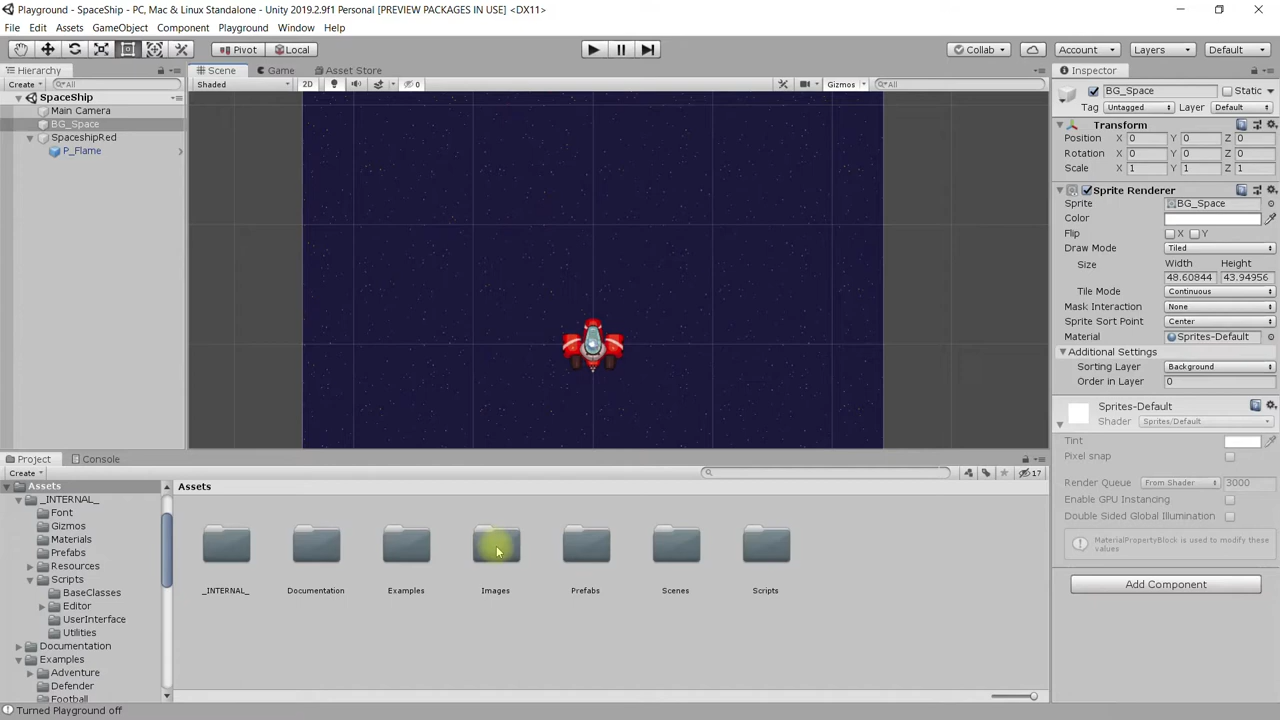 Playground - SpaceShip - PC, Mac & Linux Standalone - Unity 2019.2.9f1 Personal [PREVIEW PACKAGES IN USE] <DX11>
File Edit Assets GameObject Component Playground Window Help
Pivot Local Collab Account Layers Default
Hierarchy Scene Game Asset Store Inspector
Create All Shaded 2D 0 Gizmos All
SpaceShip
Main Camera
BG_Space
SpaceshipRed
P_Flame
BG_Space Static
Tag Untagged Layer Default
Transform
Position X 0 Y 0 Z 0
Rotation X 0 Y 0 Z 0
Scale X 1 Y 1 Z 1
Sprite Renderer
Sprite BG_Space
Color
Flip X Y
Draw Mode Tiled
Size Width Height
48.60844 43.94956
Tile Mode Continuous
Mask Interaction None
Sprite Sort Point Center
Material Sprites-Default
Additional Settings
Sorting Layer Background
Order in Layer 0
Sprites-Default
Shader Sprites/Default
Tint
Pixel snap
Render Queue From Shader 3000
Enable GPU Instancing
Double Sided Global Illumination
MaterialPropertyBlock is used to modify these
values
Add Component
Project Console
Create 17
Assets
_INTERNAL_
Font
Gizmos
Materials
Prefabs
Resources
Scripts
BaseClasses
Editor
UserInterface
Utilities
Documentation
Examples
Adventure
Defender
Football
Assets
_INTERNAL_ Documentation Examples Images Prefabs Scenes Scripts
Turned Playground off